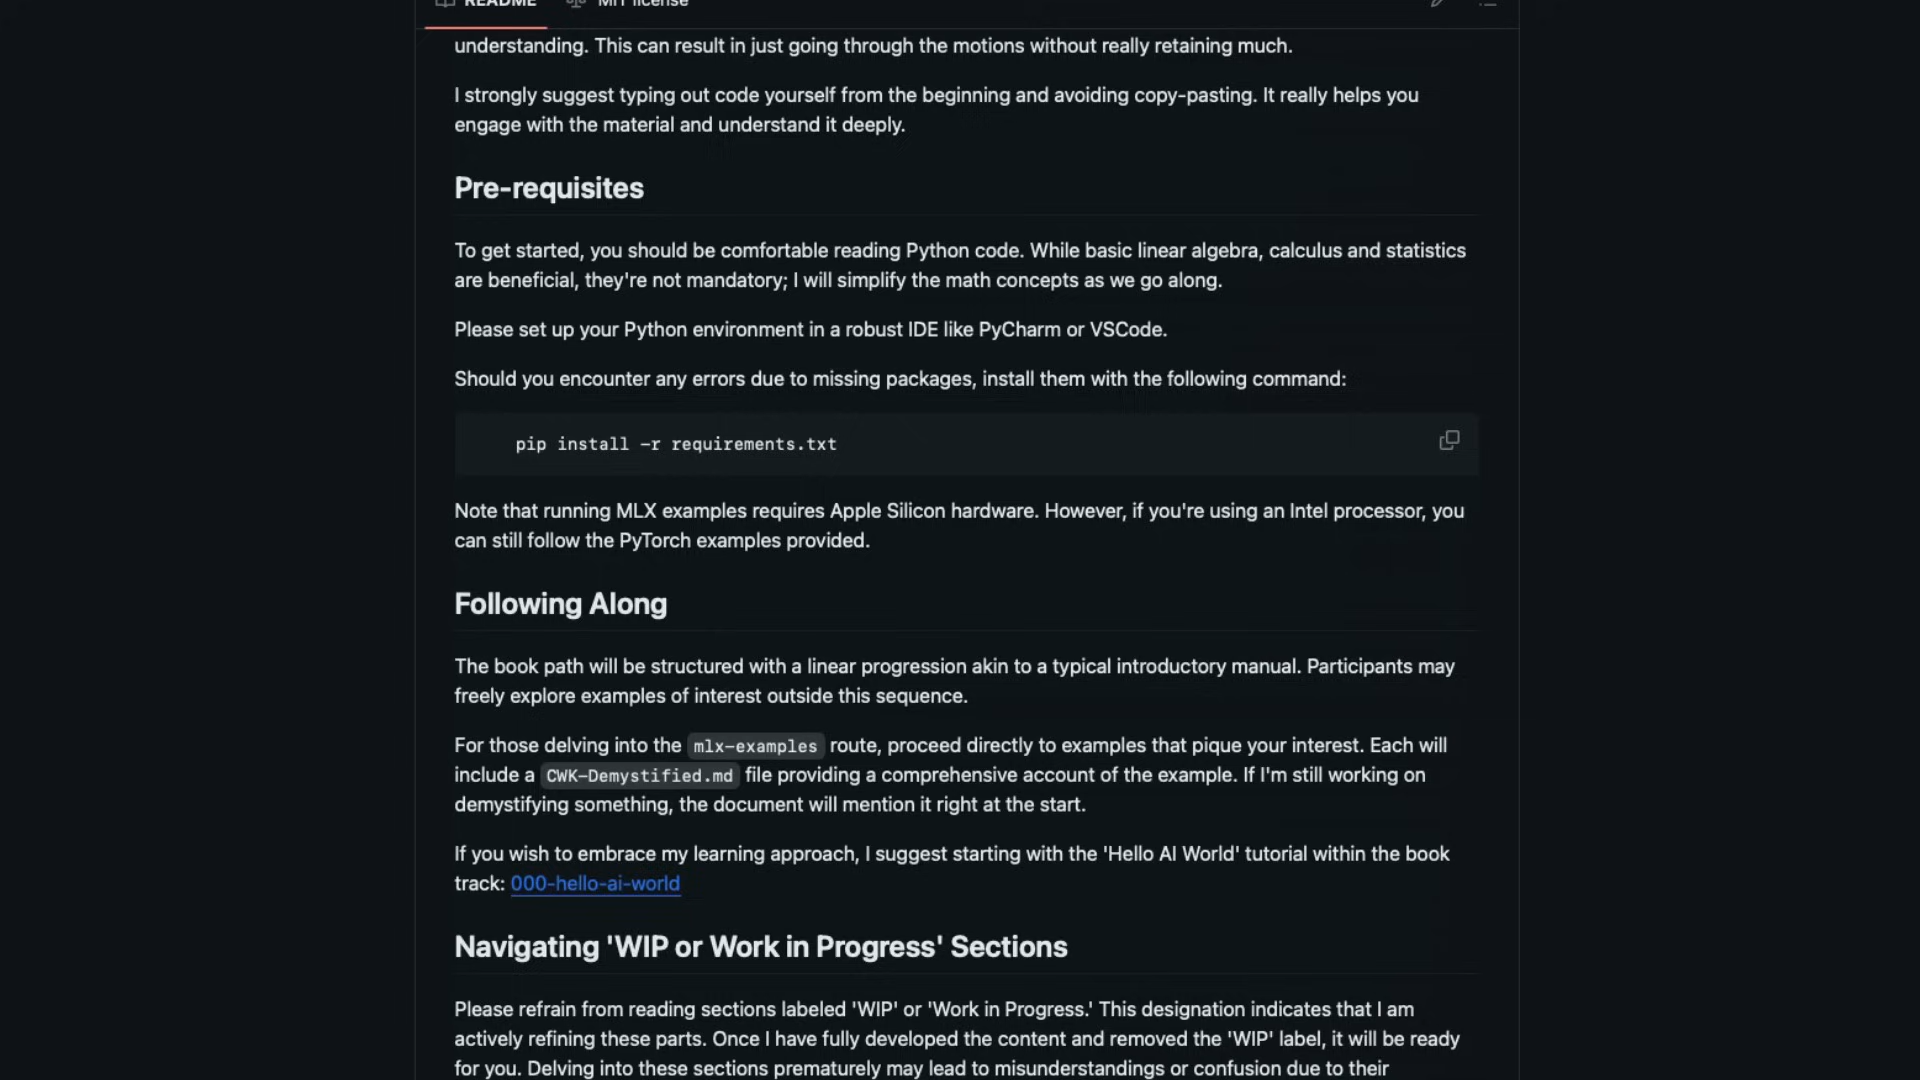 README MIT license
understanding. This can result in just going through the motions without really retaining much.
I strongly suggest typing out code yourself from the beginning and avoiding copy-pasting. It really helps you
engage with the material and understand it deeply.
Pre-requisites
To get started, you should be comfortable reading Python code. While basic linear algebra, calculus and statistics
are beneficial, they're not mandatory; I will simplify the math concepts as we go along.
Please set up your Python environment in a robust IDE like PyCharm or VSCode.
Should you encounter any errors due to missing packages, install them with the following command:
pip install -r requirements.txt
Note that running MLX examples requires Apple Silicon hardware. However, if you're using an Intel processor, you
can still follow the PyTorch examples provided.
Following Along
The book path will be structured with a linear progression akin to a typical introductory manual. Participants may
freely explore examples of interest outside this sequence.
For those delving into the mlx-examples route, proceed directly to examples that pique your interest. Each will
include a CWK-Demystified.md file providing a comprehensive account of the example. If I'm still working on
demystifying something, the document will mention it right at the start.
If you wish to embrace my learning approach, I suggest starting with the 'Hello AI World' tutorial within the book
track: 000-hello-ai-world
Navigating 'WIP or Work in Progress' Sections
Please refrain from reading sections labeled 'WIP' or 'Work in Progress.' This designation indicates that I am
actively refining these parts. Once I have fully developed the content and removed the 'WIP' label, it will be ready
for you. Delving into these sections prematurely may lead to misunderstandings or confusion due to their